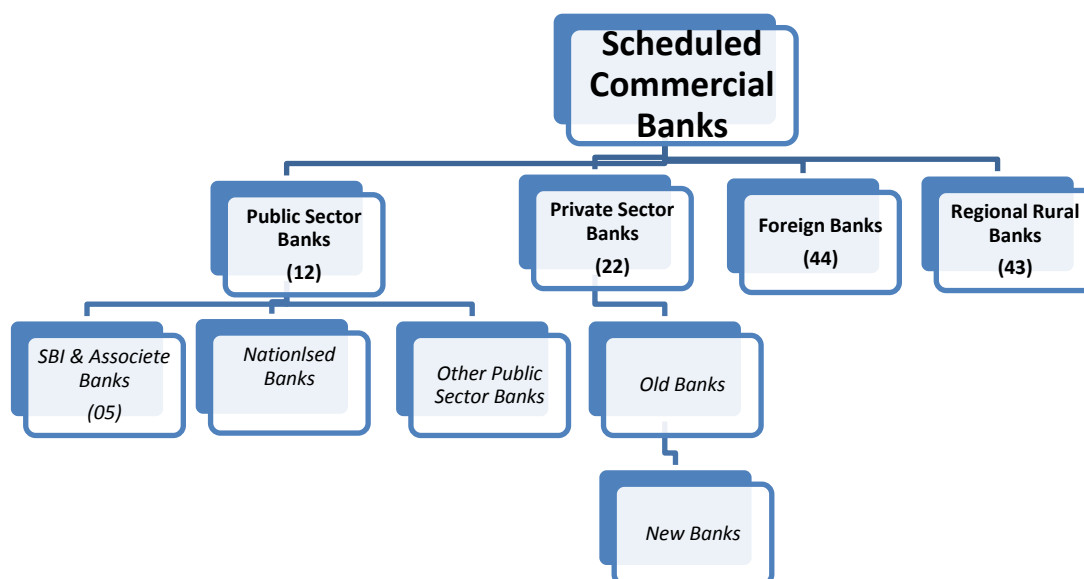 Scheduled
Commercial
Banks
Public Sector
Banks
(12)
Private Sector
Banks
(22)
Foreign Banks
(44)
Regional Rural
Banks
(43)
SBI & Associete
Banks
(05)
Nationlsed
Banks
Other Public
Sector Banks
Old Banks
New Banks